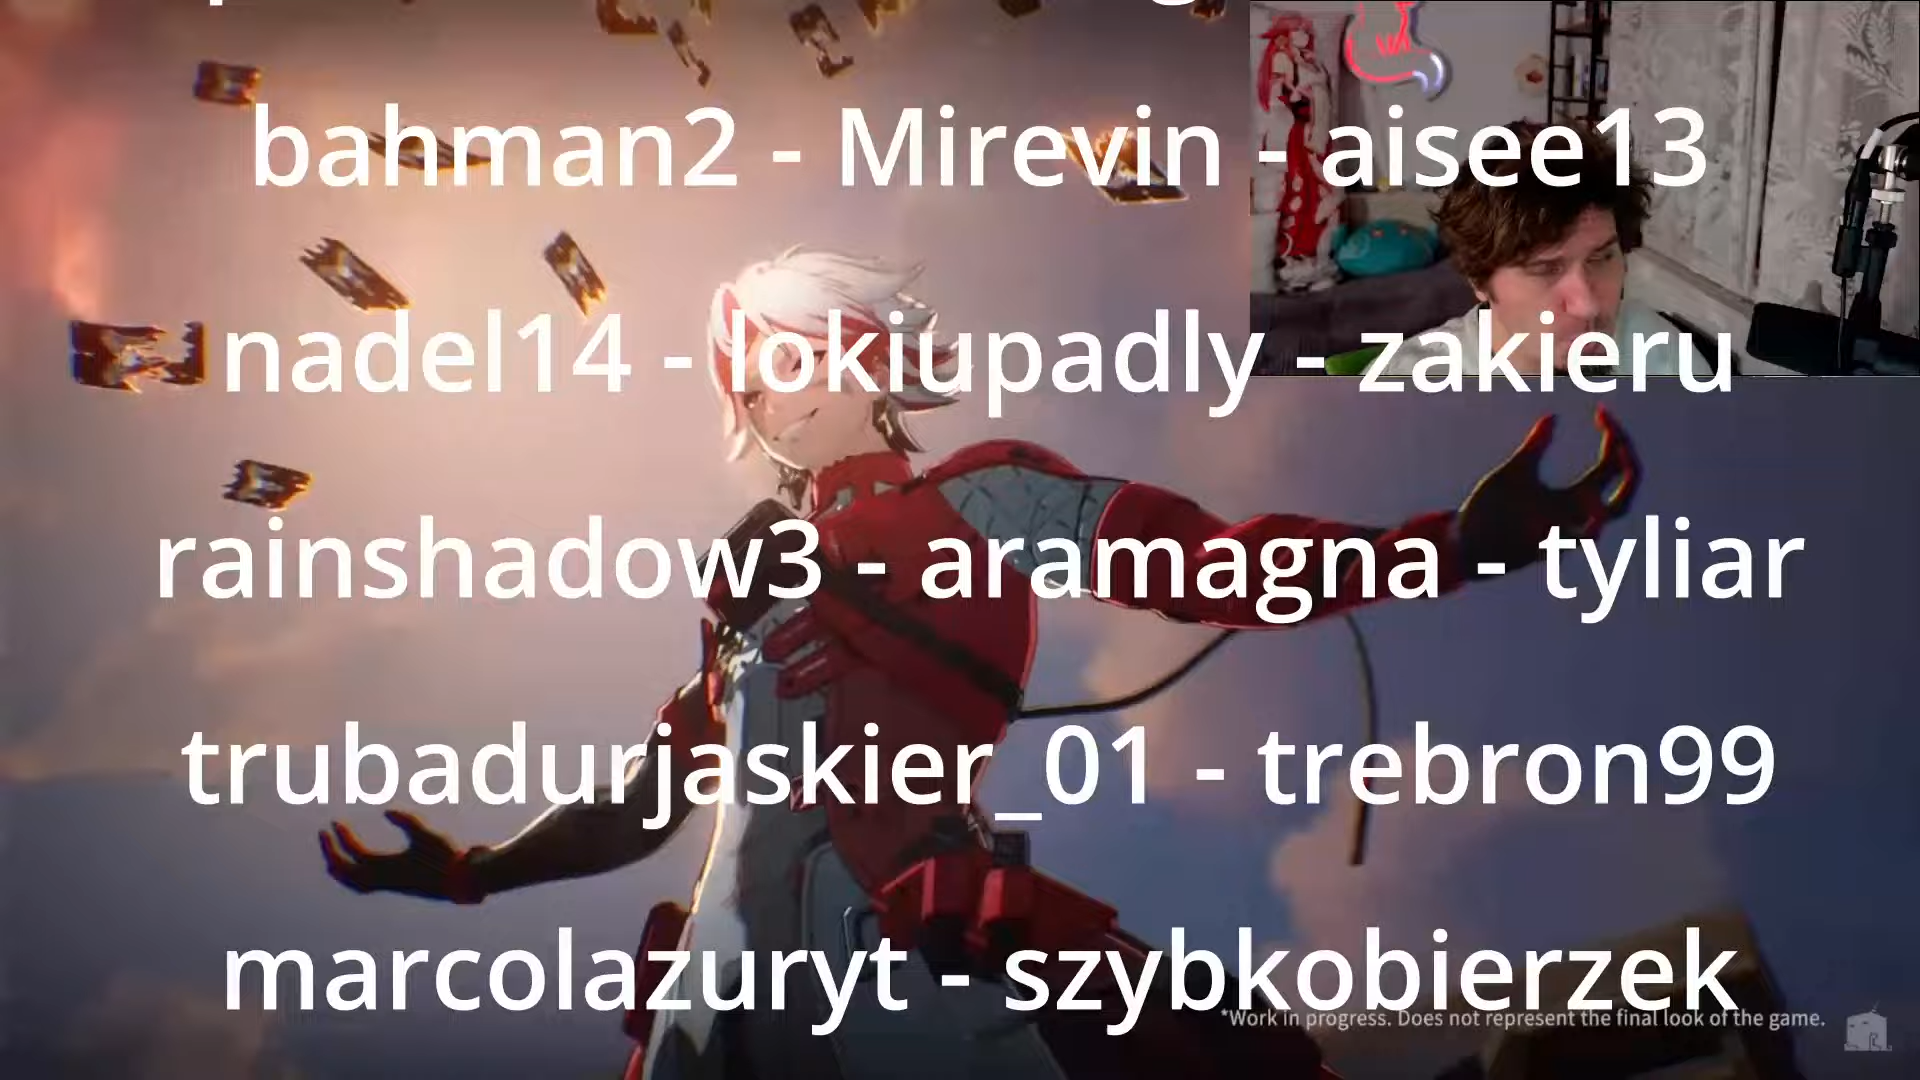 bahman2 - Mirevin - aisee13
nadel14 - lokiupadly - zakieru
rainshadow3 - aramagna - tyliar
trubadurjaskier_01 - trebron99
marcolazuryt - szybkobierzek
*Work in progress. Does not represent the final look of the game.